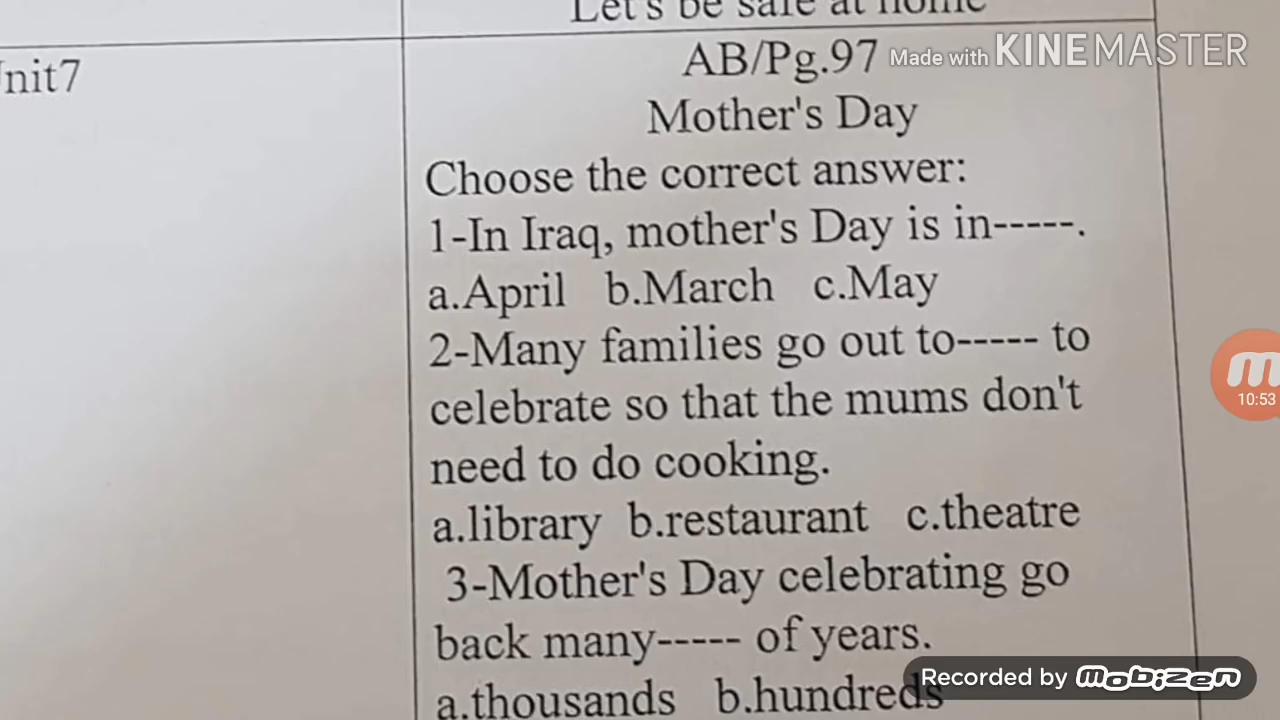 Let's be safe at home
Unit7
AB/Pg.97
Made with KINEMASTER
Mother's Day
Choose the correct answer:
1-In Iraq, mother's Day is in-----.
a.April b.March c.May
2-Many families go out to----- to
celebrate so that the mums don't
need to do cooking.
a.library b.restaurant c.theatre
3-Mother's Day celebrating go
back many----- of years.
a.thousands b.hundreds
10:53
Recorded by MOBIZEN